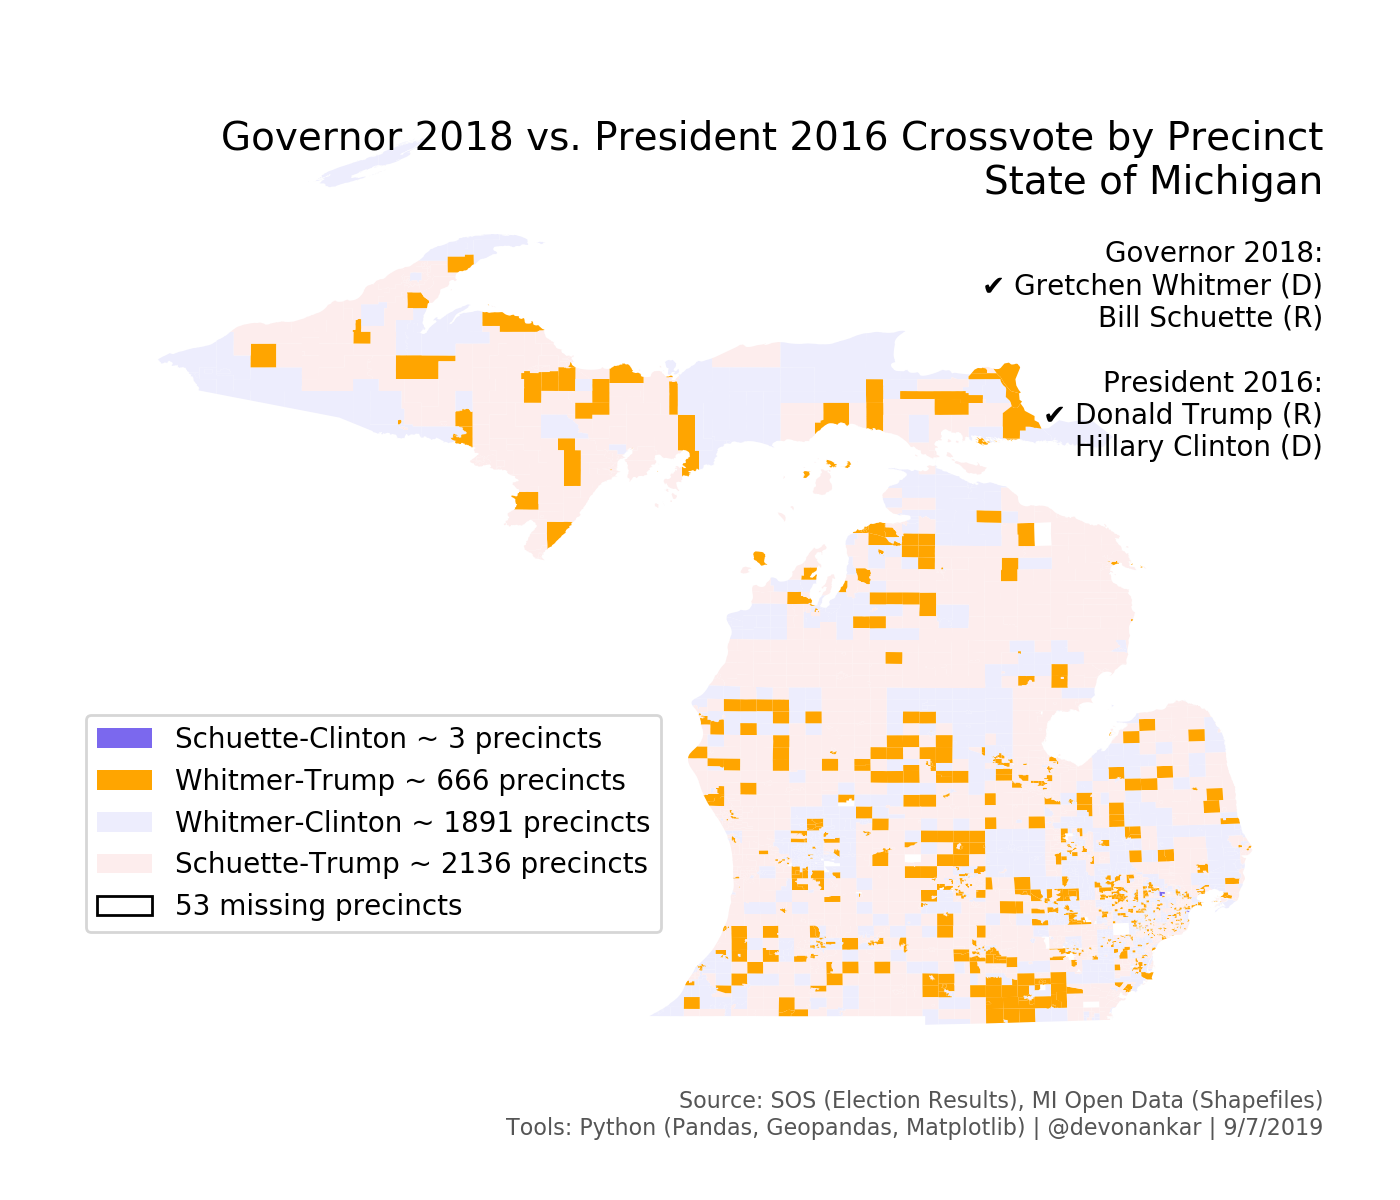 Governor 2018 vs. President 2016 Crossvote by Precinct
State of Michigan
Governor 2018:
✔ Gretchen Whitmer (D)
Bill Schuette (R)
President 2016:
✔ Donald Trump (R)
Hillary Clinton (D)
Schuette-Clinton ~ 3 precincts
Whitmer-Trump ~ 666 precincts
Whitmer-Clinton ~ 1891 precincts
Schuette-Trump ~ 2136 precincts
53 missing precincts
Source: SOS (Election Results), MI Open Data (Shapefiles)
Tools: Python (Pandas, Geopandas, Matplotlib) | @devonankar | 9/7/2019